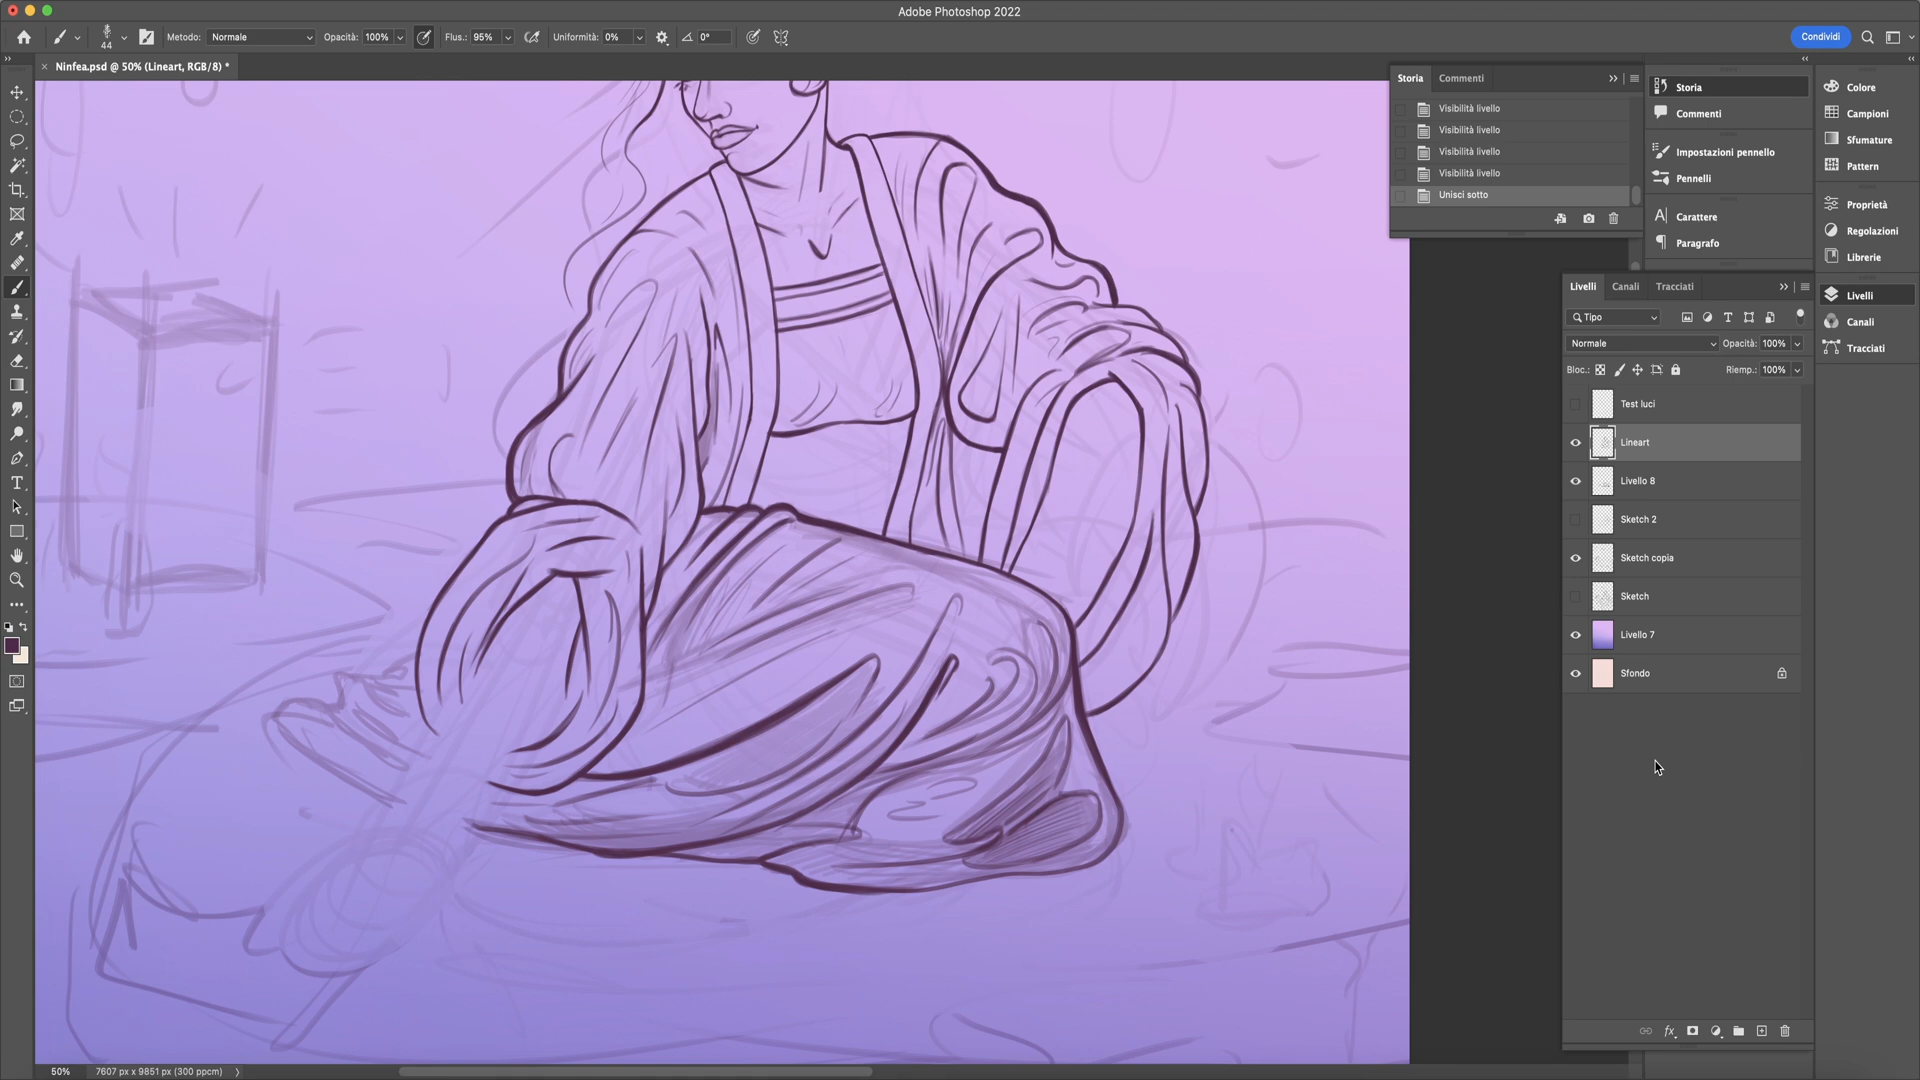 Adobe Photoshop 2022
44
Metodo:
Normale
Opacità:
100%
Flus.:
95%
Uniformità:
0%
0°
Condividi
Ninfea.psd @ 50% (Lineart, RGB/8) *
Storia
Commenti
Visibilità livello
Visibilità livello
Visibilità livello
Visibilità livello
Unisci sotto
Storia
Commenti
Impostazioni pennello
Pennelli
Carattere
Paragrafo
Colore
Campioni
Sfumature
Pattern
Proprietà
Regolazioni
Librerie
Livelli
Canali
Tracciati
Livelli
Canali
Tracciati
Tipo
Normale
Opacità:
100%
Bloc.:
Riemp.:
100%
Test luci
Lineart
Livello 8
Sketch 2
Sketch copia
Sketch
Livello 7
Sfondo
fx
50%
7607 px x 9851 px (300 ppcm)